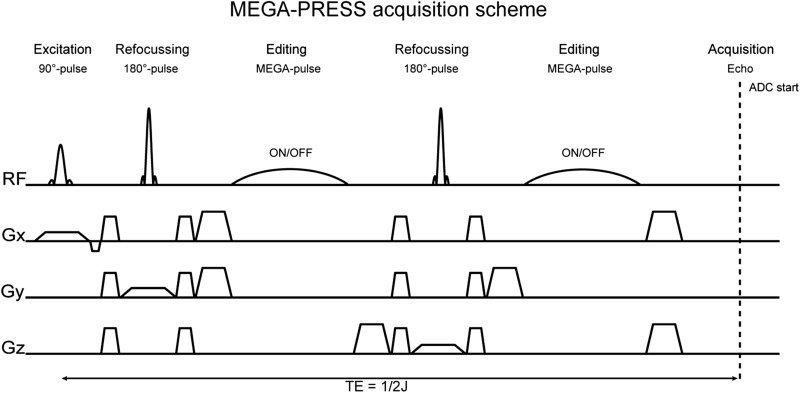 MEGA-PRESS acquisition scheme
Excitation Refocussing Editing Refocussing Editing Acquisition
90°-pulse 180°-pulse MEGA-pulse 180°-pulse MEGA-pulse Echo
ADC start
ON/OFF ON/OFF
RF
Gx
Gy
Gz
TE = 1/2J